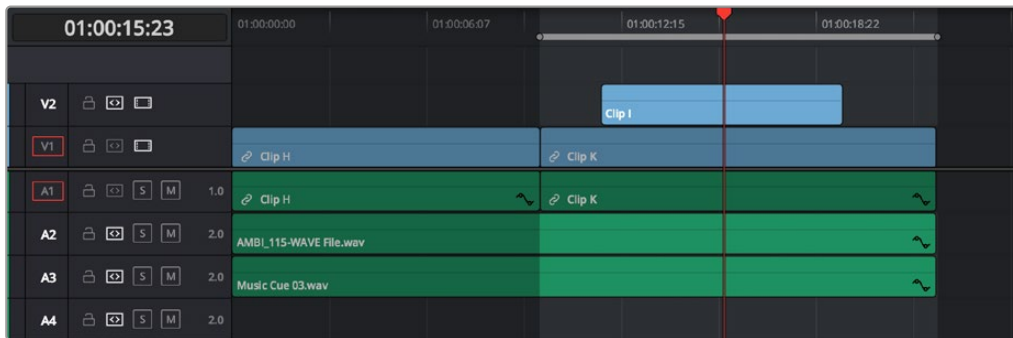 01:00:15:23
01:00:00:00 01:00:06:07 01:00:12:15 01:00:18:22
V2
Clip I
V1
Clip H Clip K
A1 S M 1.0
Clip H Clip K
A2 S M 2.0
AMBI_115-WAVE File.wav
A3 S M 2.0
Music Cue 03.wav
A4 S M 2.0